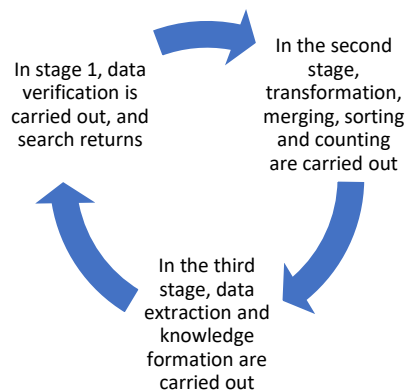 In stage 1, data
verification is
carried out, and
search returns
In the second
stage,
transformation,
merging, sorting
and counting
are carried out
In the third
stage, data
extraction and
knowledge
formation are
carried out